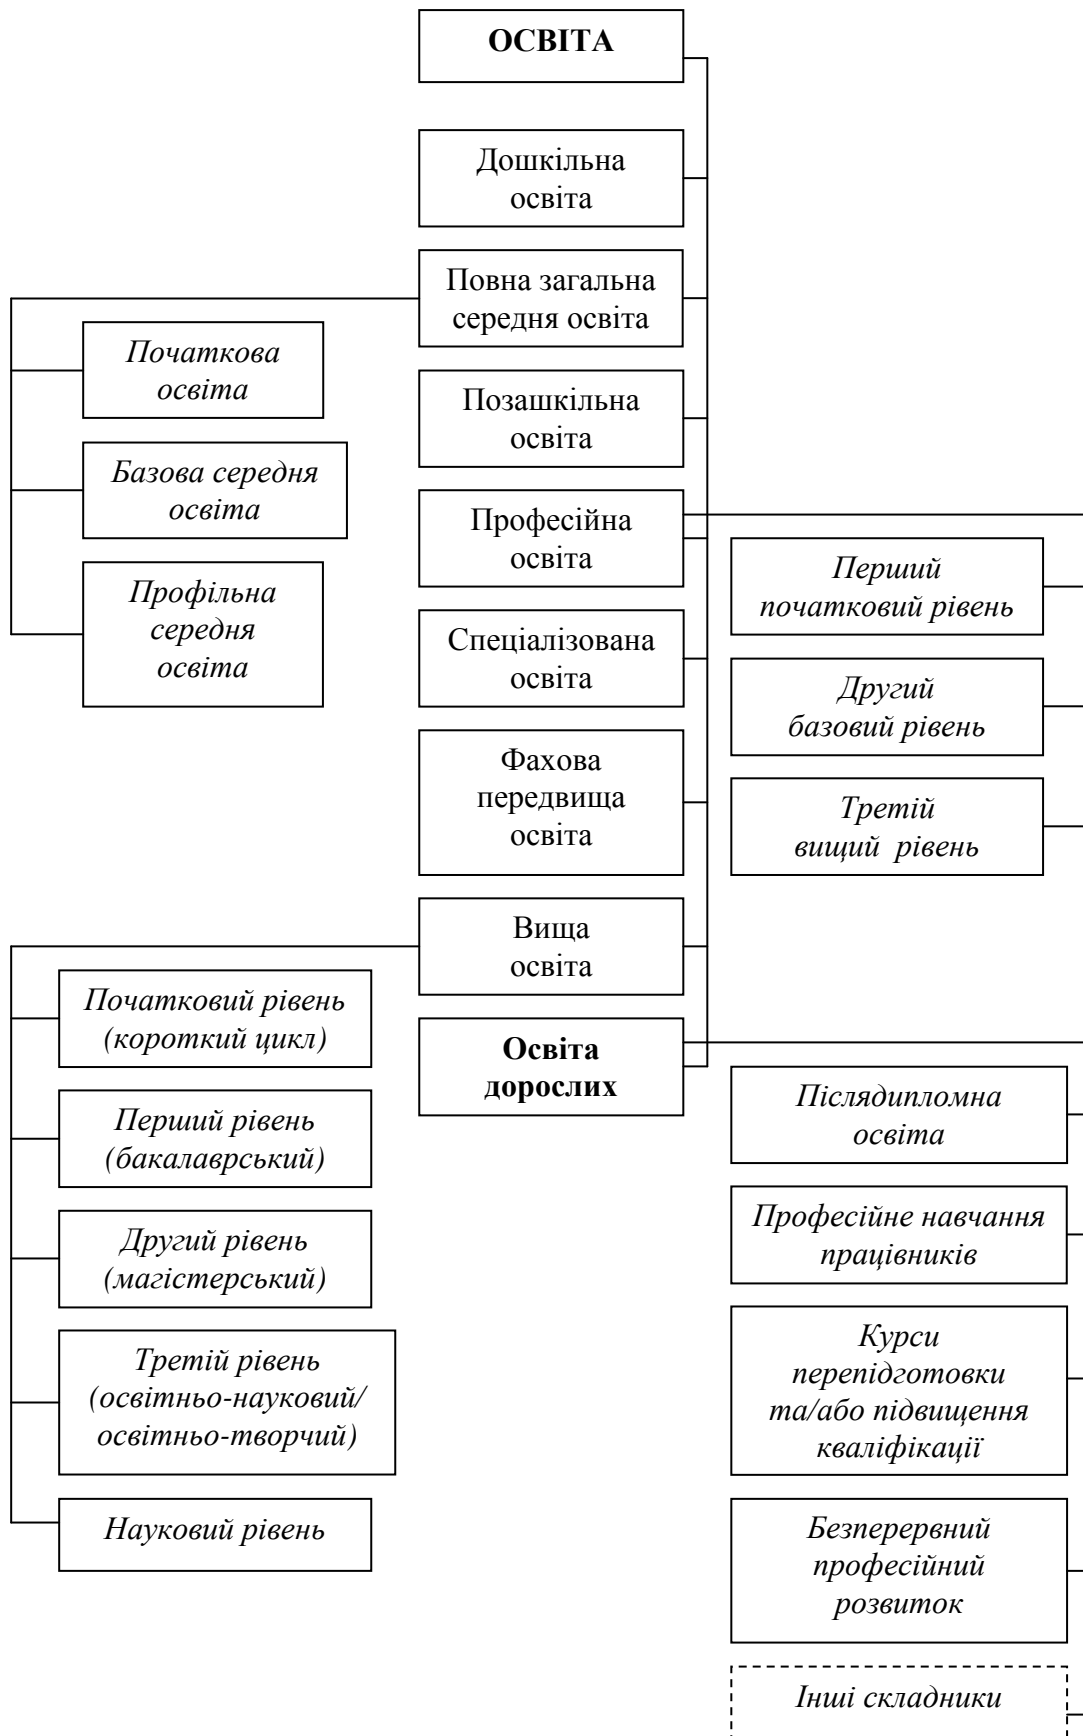 ОСВІТА
Дошкільна
освіта
Повна загальна
середня освіта
Початкова
освіта
Базова середня
освіта
Профільна
середня
освіта
Позашкільна
освіта
Професійна
освіта
Перший
початковий рівень
Другий
базовий рівень
Третій
вищий рівень
Спеціалізована
освіта
Фахова
передвища
освіта
Вища
освіта
Початковий рівень
(короткий цикл)
Перший рівень
(бакалаврський)
Другий рівень
(магістерський)
Третій рівень
(освітньо-науковий/
освітньо-творчий)
Науковий рівень
Освіта
дорослих
Післядипломна
освіта
Професійне навчання
працівників
Курси
перепідготовки
та/або підвищення
кваліфікації
Безперервний
професійний
розвиток
Інші складники